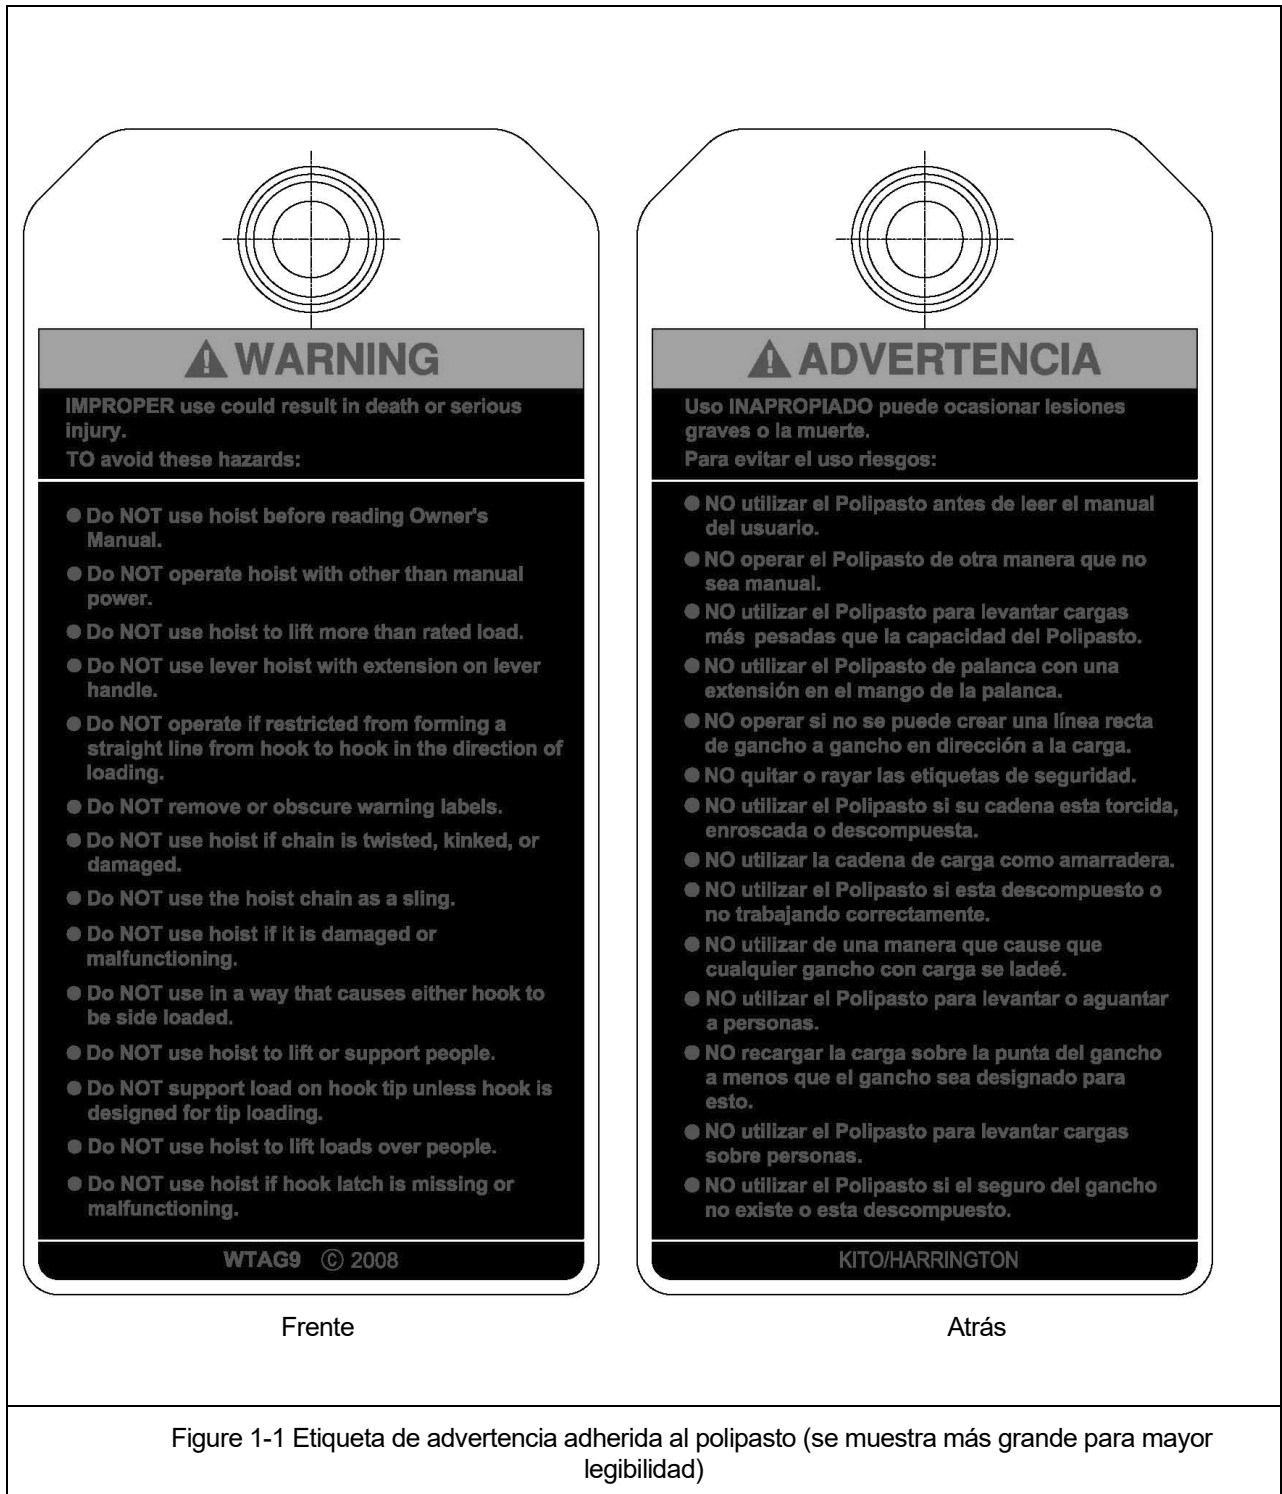 WARNING
IMPROPER use could result in death or serious
injury.
TO avoid these hazards:
● Do NOT use hoist before reading Owner's
Manual.
● Do NOT operate hoist with other than manual
power.
● Do NOT use hoist to lift more than rated load.
● Do NOT use lever hoist with extension on lever
handle.
● Do NOT operate if restricted from forming a
straight line from hook to hook in the direction of
loading.
● Do NOT remove or obscure warning labels.
● Do NOT use hoist if chain is twisted, kinked, or
damaged.
● Do NOT use the hoist chain as a sling.
● Do NOT use hoist if it is damaged or
malfunctioning.
● Do NOT use in a way that causes either hook to
be side loaded.
● Do NOT use hoist to lift or support people.
● Do NOT support load on hook tip unless hook is
designed for tip loading.
● Do NOT use hoist to lift loads over people.
● Do NOT use hoist if hook latch is missing or
malfunctioning.
WTAG9 © 2008
Frente
ADVERTENCIA
Uso INAPROPIADO puede ocasionar lesiones
graves o la muerte.
Para evitar el uso riesgos:
● NO utilizar el Polipasto antes de leer el manual
del usuario.
● NO operar el Polipasto de otra manera que no
sea manual.
● NO utilizar el Polipasto para levantar cargas
más pesadas que la capacidad del Polipasto.
● NO utilizar el Polipasto de palanca con una
extensión en el mango de la palanca.
● NO operar si no se puede crear una línea recta
de gancho a gancho en dirección a la carga.
● NO quitar o rayar las etiquetas de seguridad.
● NO utilizar el Polipasto si su cadena esta torcida,
enroscada o descompuesta.
● NO utilizar la cadena de carga como amarradera.
● NO utilizar el Polipasto si esta descompuesto o
no trabajando correctamente.
● NO utilizar de una manera que cause que
cualquier gancho con carga se ladeé.
● NO utilizar el Polipasto para levantar o aguantar
a personas.
● NO recargar la carga sobre la punta del gancho
a menos que el gancho sea designado para
esto.
● NO utilizar el Polipasto para levantar cargas
sobre personas.
● NO utilizar el Polipasto si el seguro del gancho
no existe o esta descompuesto.
KITO/HARRINGTON
Atrás
Figure 1-1 Etiqueta de advertencia adherida al polipasto (se muestra más grande para mayor
legibilidad)